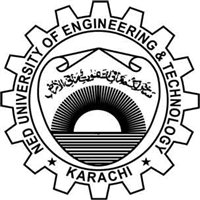 NED UNIVERSITY OF ENGINEERING & TECHNOLOGY
KARACHI